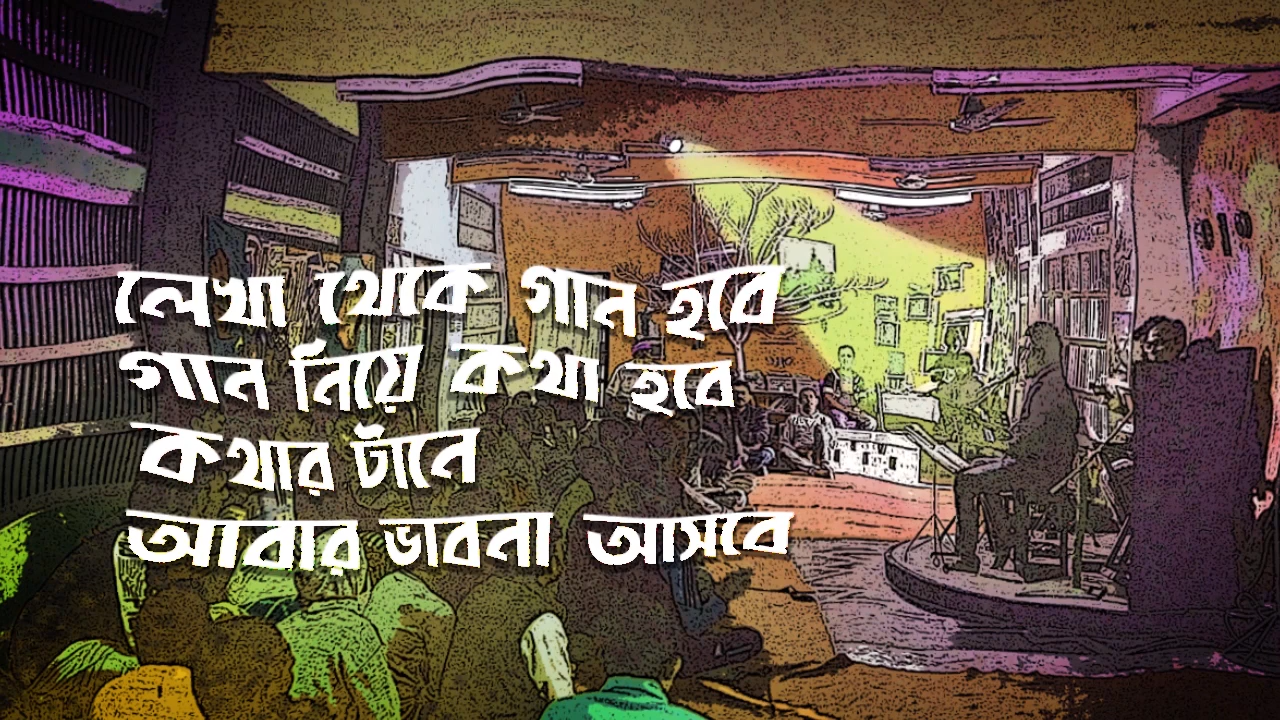 লেখা থেকে গান হবে
গান নিয়ে কথা হবে
কথার টানে
আবার ভাবনা আসবে